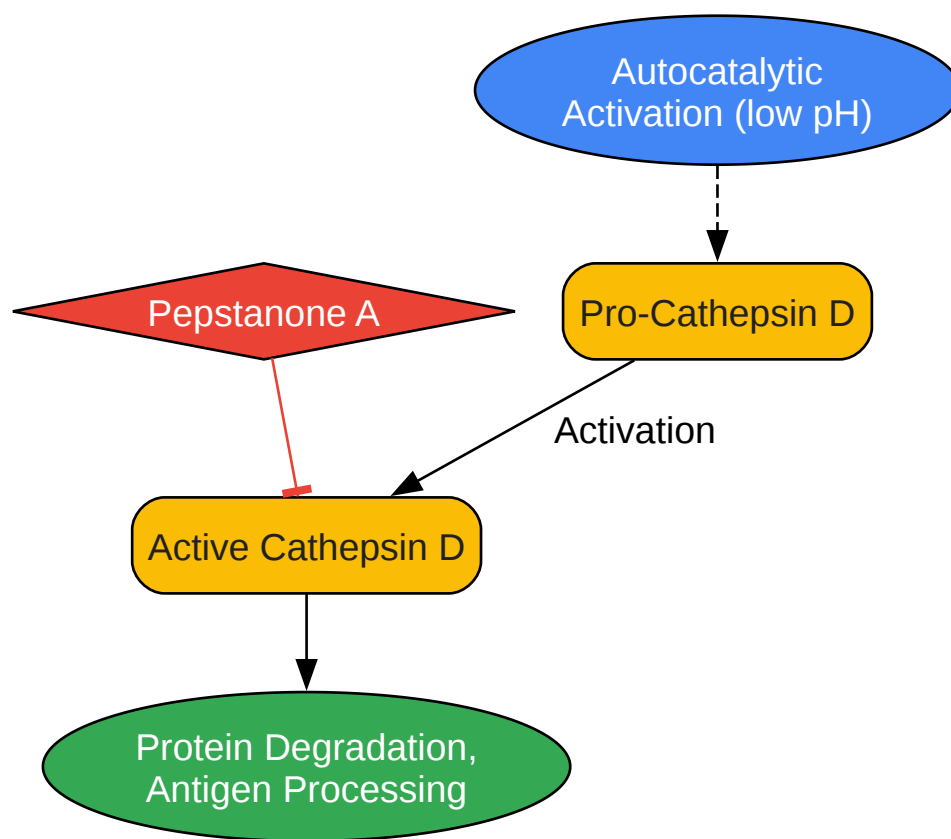 Autocatalytic
Activation (low pH)
Pepstanone A
Pro-Cathepsin D
Activation
Active Cathepsin D
Protein Degradation,
Antigen Processing